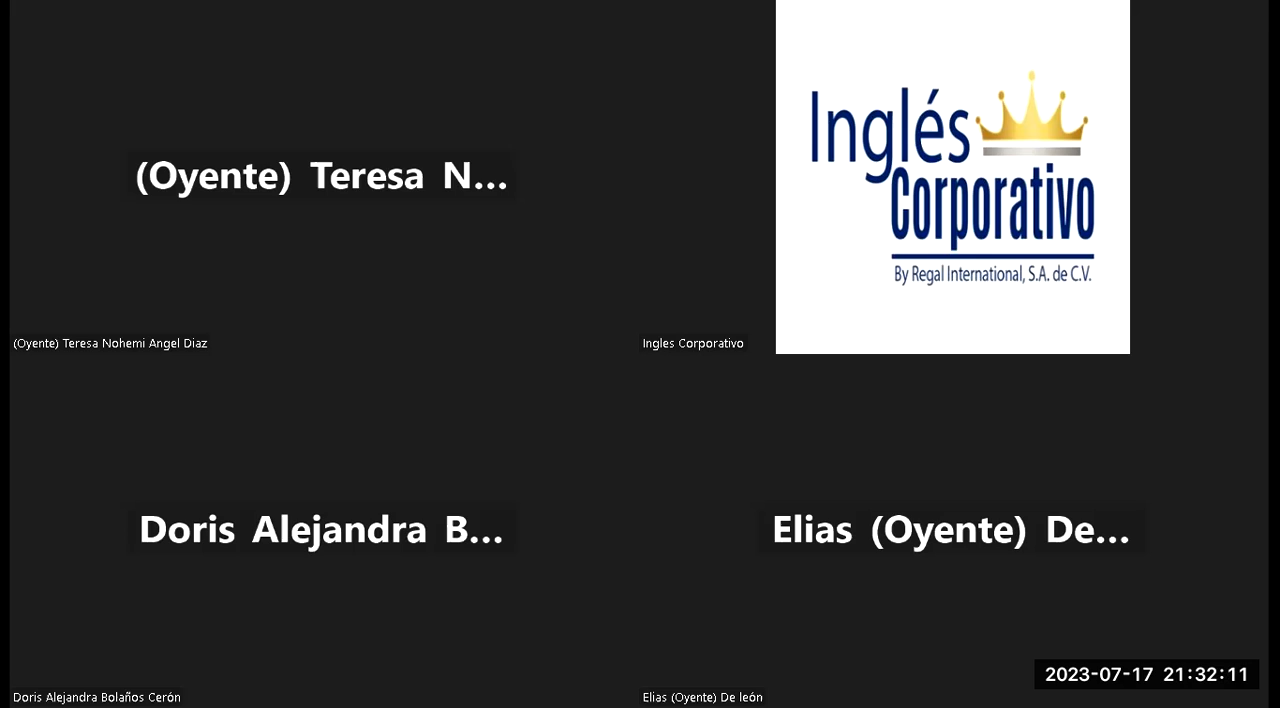 (Oyente) Teresa N...
(Oyente) Teresa Nohemi Angel Diaz
Inglés
Corporativo
By Regal International, S.A. de C.V.
Ingles Corporativo
Doris Alejandra B...
Doris Alejandra Bolaños Cerón
Elias (Oyente) De...
Elias (Oyente) De león
2023-07-17 21:32:11